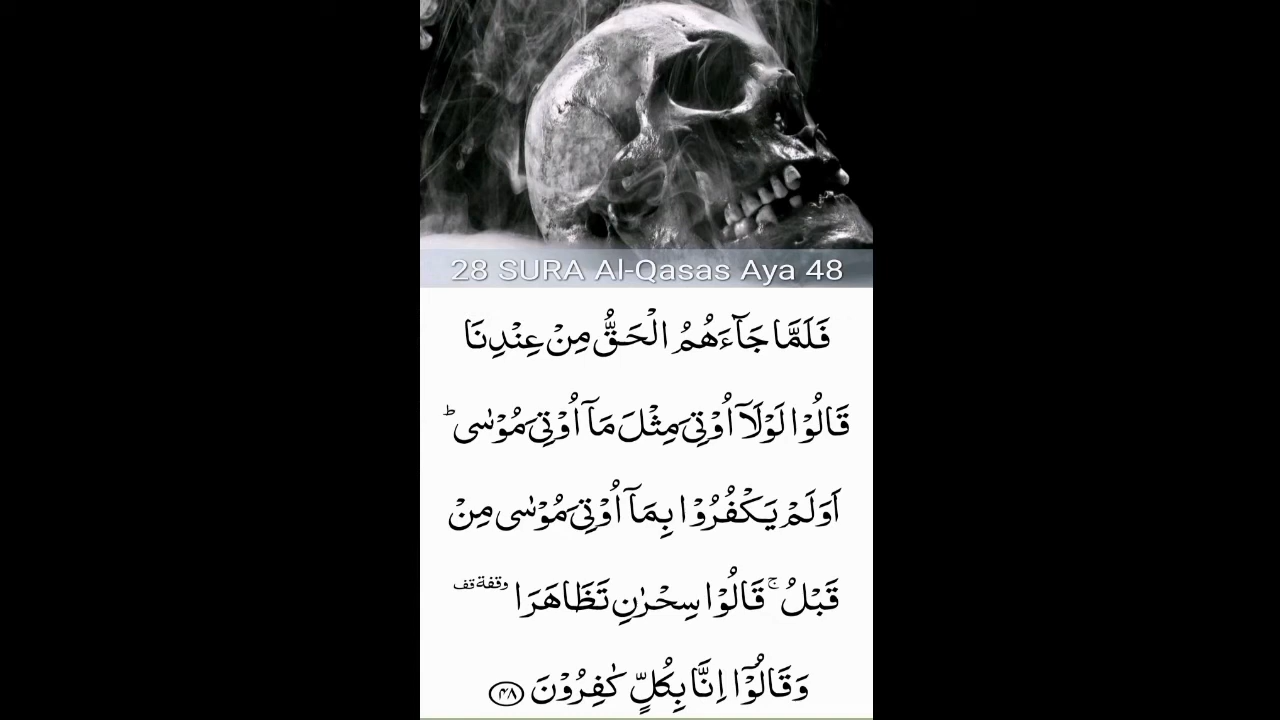 28 SURA Al-Qasas Aya 48
فَلَمَّا جَآءَهُمُ الْحَقُّ مِنْ عِنْدِنَا
قَالُوْا لَوْلَاۤ اُوْتِیَ مِثْلَ مَاۤ اُوْتِیَ مُوْسٰی ؕ
اَوَلَمْ یَكْفُرُوْا بِمَاۤ اُوْتِیَ مُوْسٰی مِنْ
قَبْلُ ۚ قَالُوْا سِحْرٰنِ تَظَاهَرَا وقفة قف
وَقَالُوْۤا اِنَّا بِكُلٍّ كٰفِرُوْنَ ﴿۴۸﴾